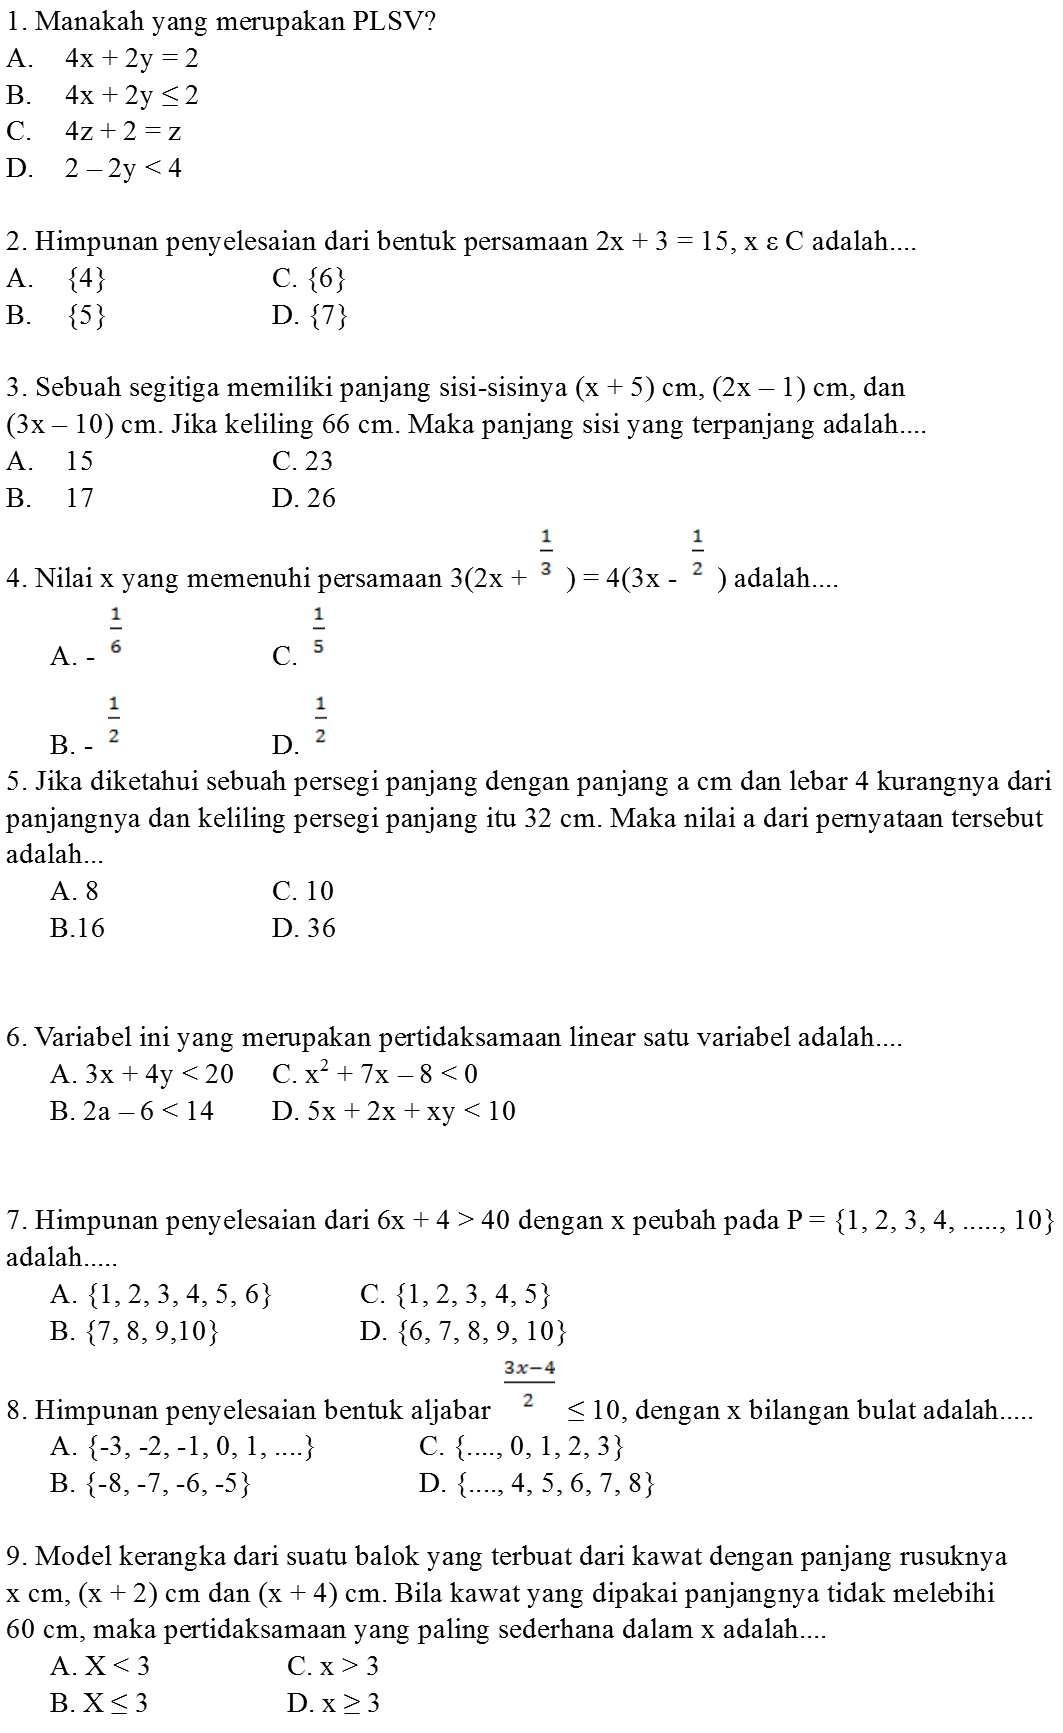 1. Manakah yang merupakan PLSV?
A. 4x + 2y = 2
B. 4x + 2y ≤ 2
C. 4z + 2 = z
D. 2 – 2y < 4
2. Himpunan penyelesaian dari bentuk persamaan 2x + 3 = 15, x ε C adalah....
A. {4} C. {6}
B. {5} D. {7}
3. Sebuah segitiga memiliki panjang sisi-sisinya (x + 5) cm, (2x – 1) cm, dan
(3x – 10) cm. Jika keliling 66 cm. Maka panjang sisi yang terpanjang adalah....
A. 15 C. 23
B. 17 D. 26
4. Nilai x yang memenuhi persamaan 3(2x + 1/3 ) = 4(3x - 1/2 ) adalah....
A. - 1/6 C. 1/5
B. - 1/2 D. 1/2
5. Jika diketahui sebuah persegi panjang dengan panjang a cm dan lebar 4 kurangnya dari
panjangnya dan keliling persegi panjang itu 32 cm. Maka nilai a dari pernyataan tersebut
adalah...
A. 8 C. 10
B.16 D. 36
6. Variabel ini yang merupakan pertidaksamaan linear satu variabel adalah....
A. 3x + 4y < 20 C. x² + 7x – 8 < 0
B. 2a – 6 < 14 D. 5x + 2x + xy < 10
7. Himpunan penyelesaian dari 6x + 4 > 40 dengan x peubah pada P = {1, 2, 3, 4, ....., 10}
adalah.....
A. {1, 2, 3, 4, 5, 6} C. {1, 2, 3, 4, 5}
B. {7, 8, 9,10} D. {6, 7, 8, 9, 10}
8. Himpunan penyelesaian bentuk aljabar (3x−4)/2 ≤ 10, dengan x bilangan bulat adalah.....
A. {-3, -2, -1, 0, 1, ....} C. {...., 0, 1, 2, 3}
B. {-8, -7, -6, -5} D. {...., 4, 5, 6, 7, 8}
9. Model kerangka dari suatu balok yang terbuat dari kawat dengan panjang rusuknya
x cm, (x + 2) cm dan (x + 4) cm. Bila kawat yang dipakai panjangnya tidak melebihi
60 cm, maka pertidaksamaan yang paling sederhana dalam x adalah....
A. X < 3 C. x > 3
B. X ≤ 3 D. x ≥ 3